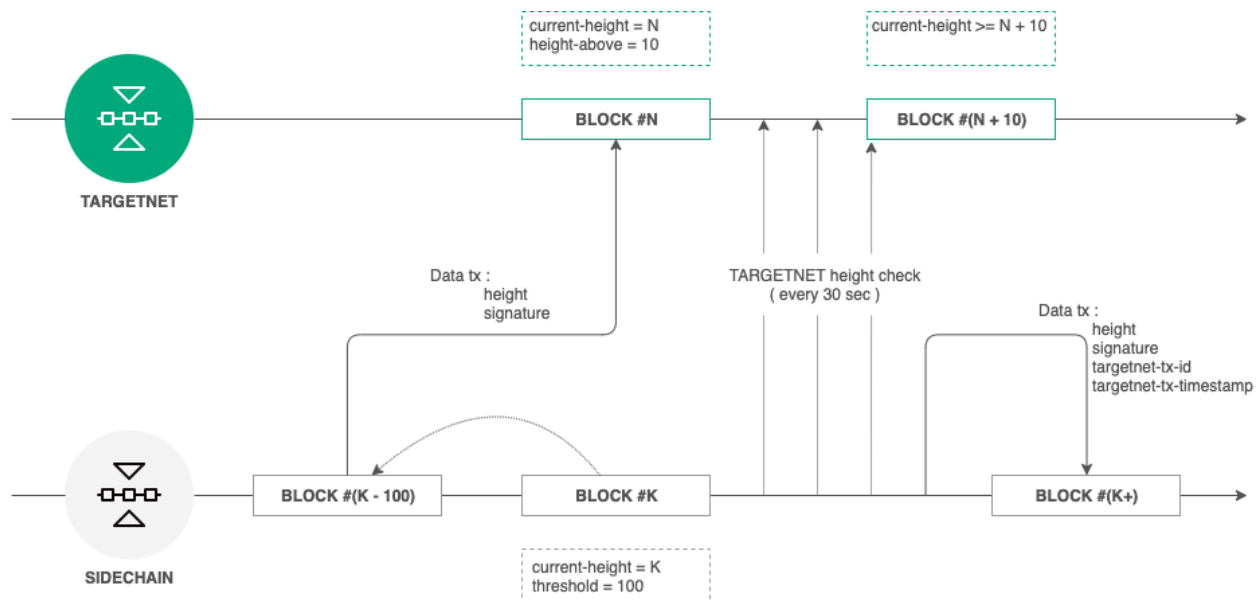 current-height = N
height-above = 10
current-height >= N + 10
BLOCK #N
BLOCK #(N + 10)
TARGETNET
Data tx :
height
signature
TARGETNET height check
( every 30 sec )
Data tx :
height
signature
targetnet-tx-id
targetnet-tx-timestamp
BLOCK #(K - 100)
BLOCK #K
BLOCK #(K+)
SIDECHAIN
current-height = K
threshold = 100